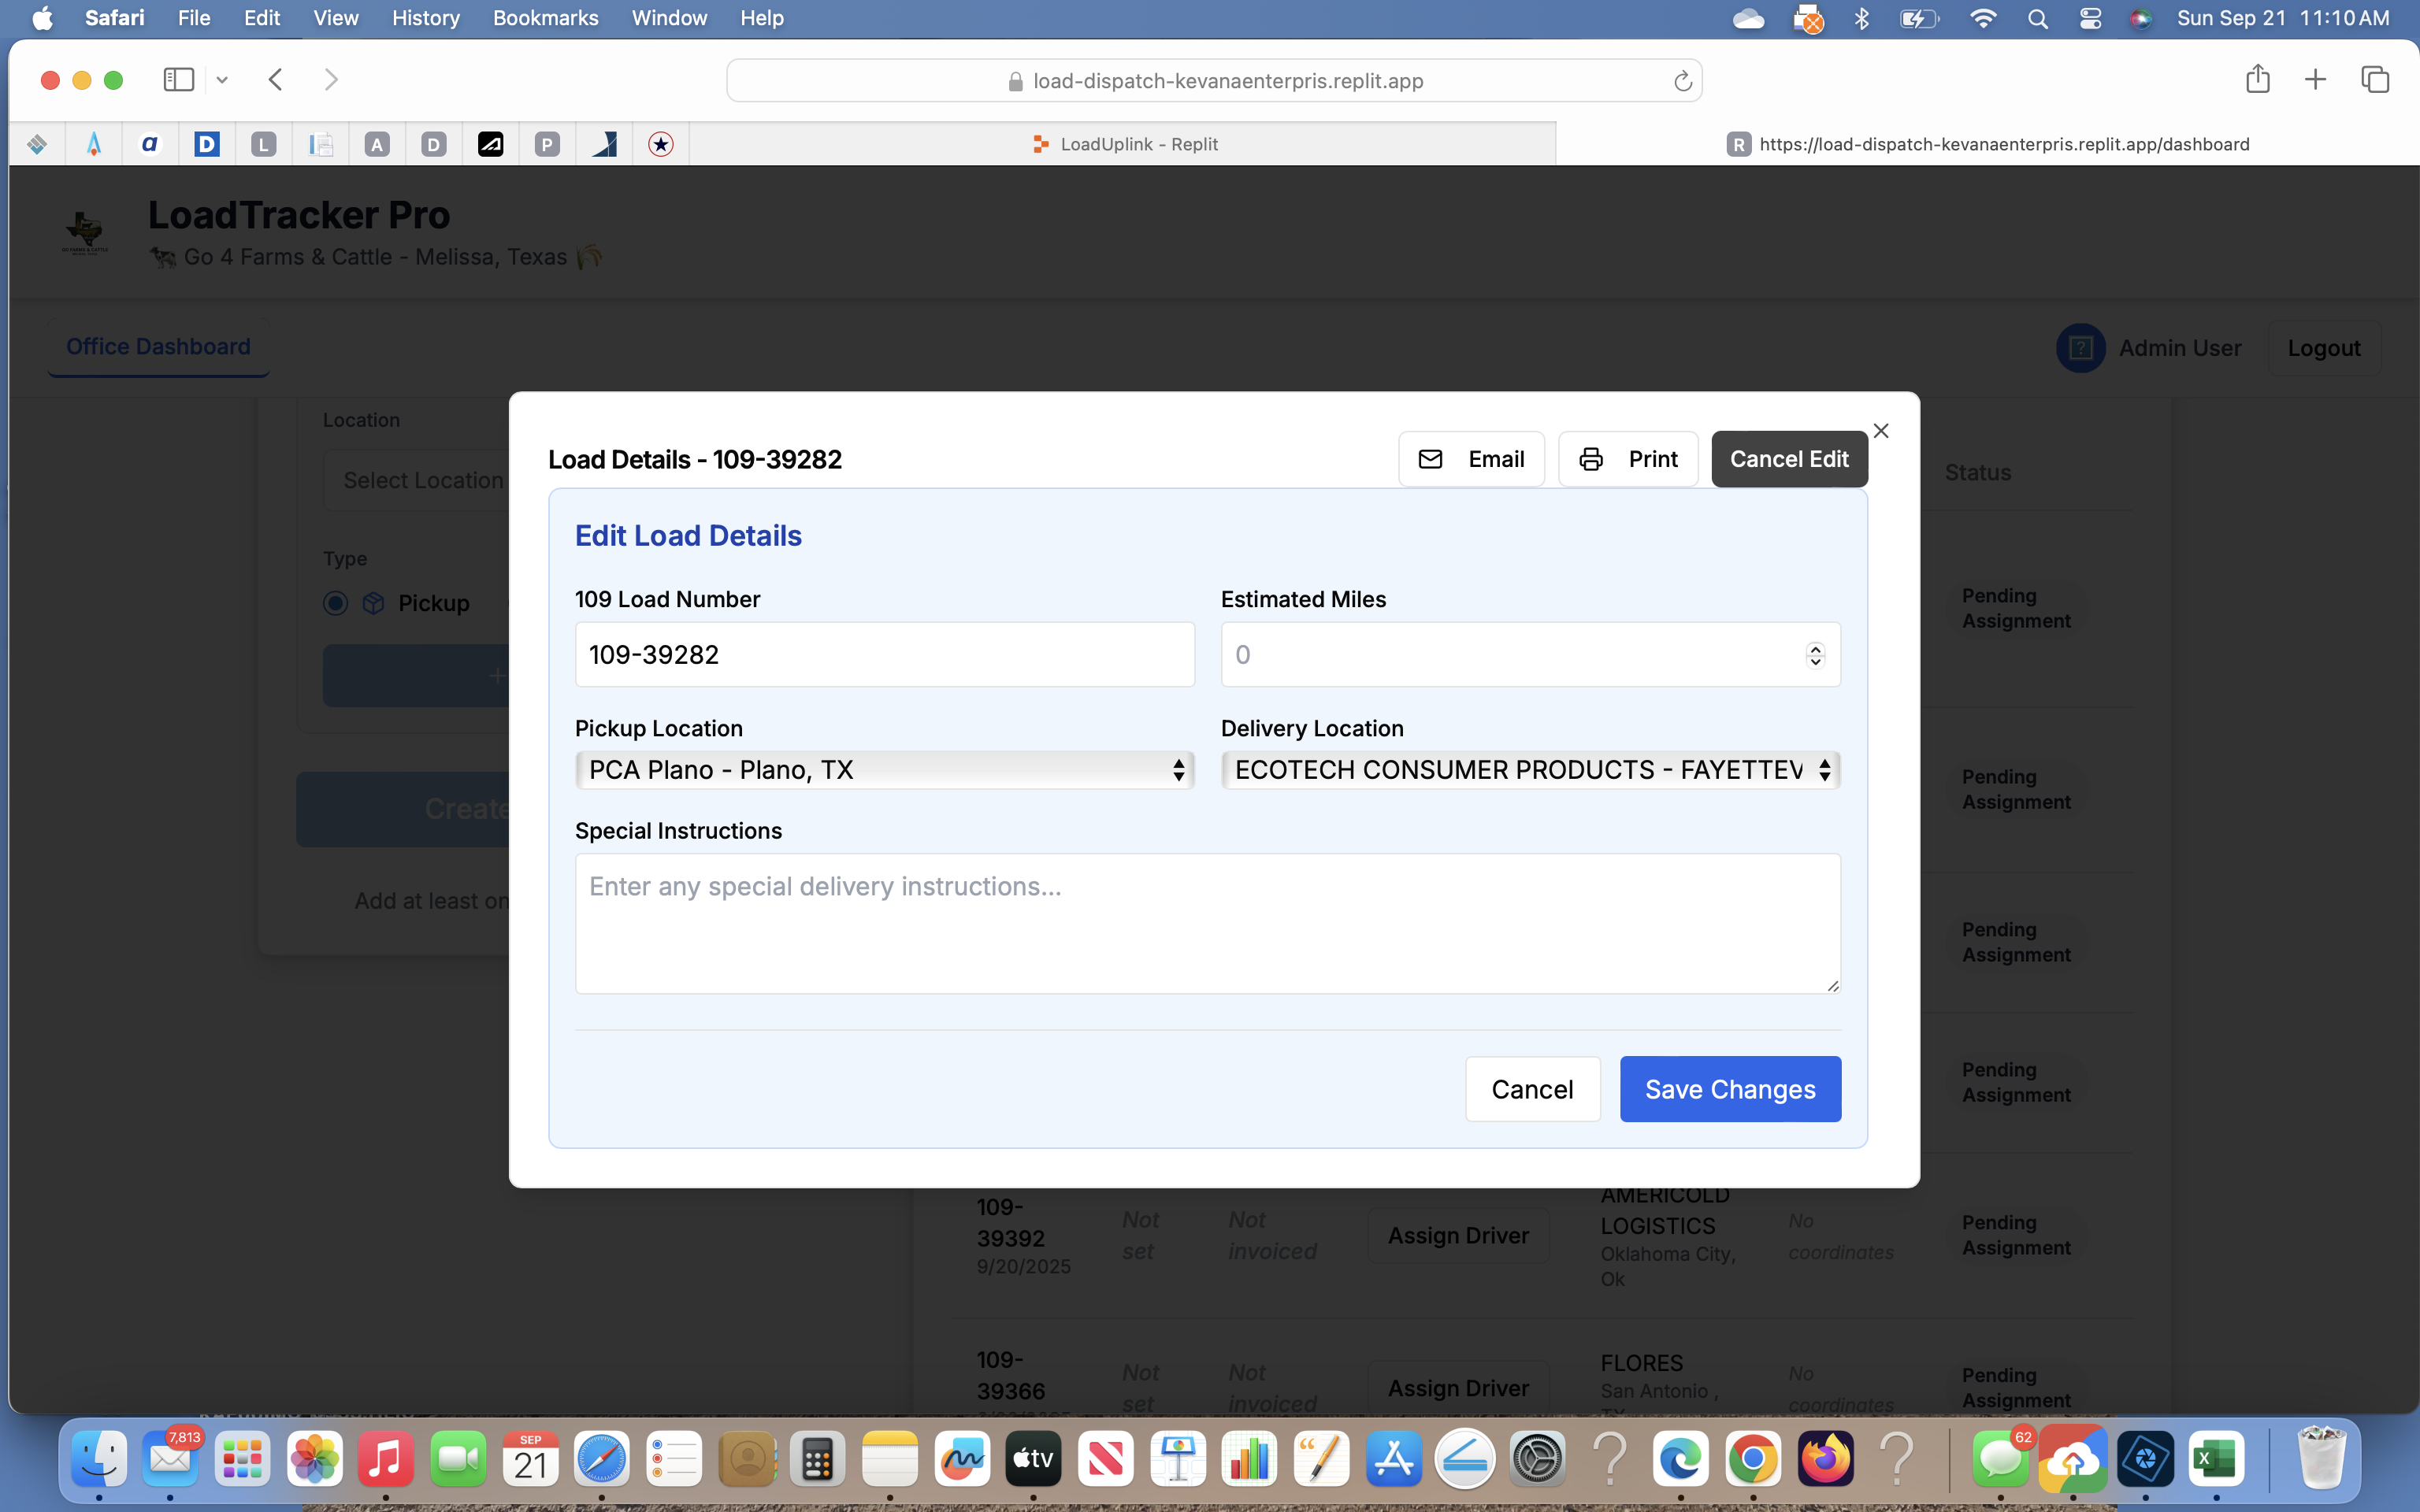 Safari File Edit View History Bookmarks Window Help Sun Sep 21 11:10 AM
load-dispatch-kevanaenterpris.replit.app
a D L A D P LoadUplink - Replit R https://load-dispatch-kevanaenterpris.replit.app/dashboard
LoadTracker Pro
Go 4 Farms & Cattle - Melissa, Texas
Office Dashboard ? Admin User Logout
Location
Select Location
Type
Pickup
+
Create
Add at least on
Load Details - 109-39282 Email Print Cancel Edit
Edit Load Details
109 Load Number Estimated Miles
109-39282 0
Pickup Location Delivery Location
PCA Plano - Plano, TX ECOTECH CONSUMER PRODUCTS - FAYETTEV
Special Instructions
Enter any special delivery instructions...
Cancel Save Changes
Status
Pending
Assignment
Pending
Assignment
Pending
Assignment
Pending
Assignment
109-
39392
9/20/2025
Not
set
Not
invoiced
Assign Driver
AMERICOLD
LOGISTICS
Oklahoma City,
Ok
No
coordinates
Pending
Assignment
109-
39366
Not
set
Not
invoiced
Assign Driver
FLORES
San Antonio ,
No
coordinates
Pending
Assignment
7,813
SEP
21
tv
62